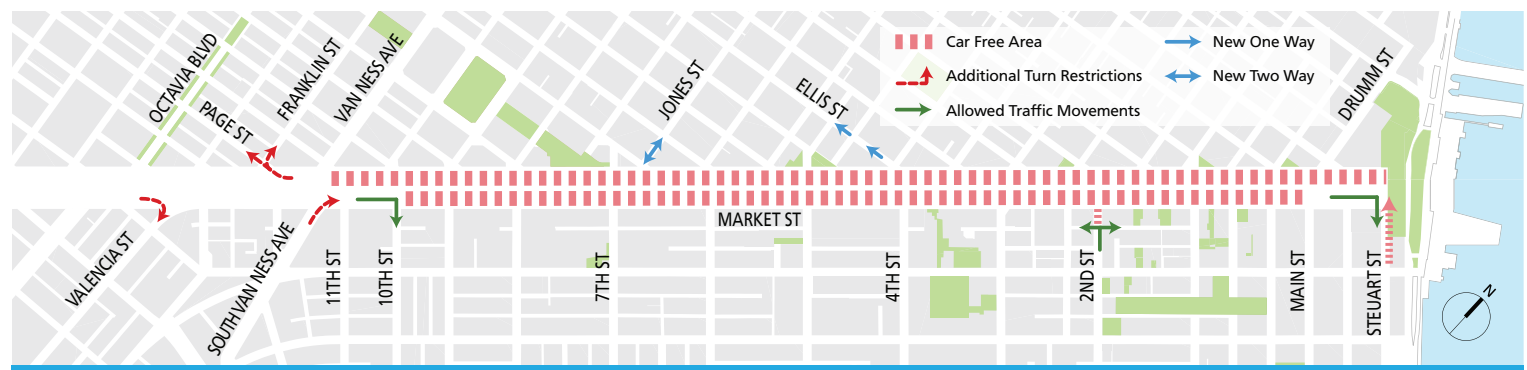 OCTAVIA BLVD
PAGE ST
FRANKLIN ST
VAN NESS AVE
JONES ST
ELLIS ST
Car Free Area
New One Way
Additional Turn Restrictions
New Two Way
Allowed Traffic Movements
DRUMM ST
MARKET ST
VALENCIA ST
SOUTH VAN NESS AVE
11TH ST
10TH ST
7TH ST
4TH ST
2ND ST
MAIN ST
STEUART ST
N